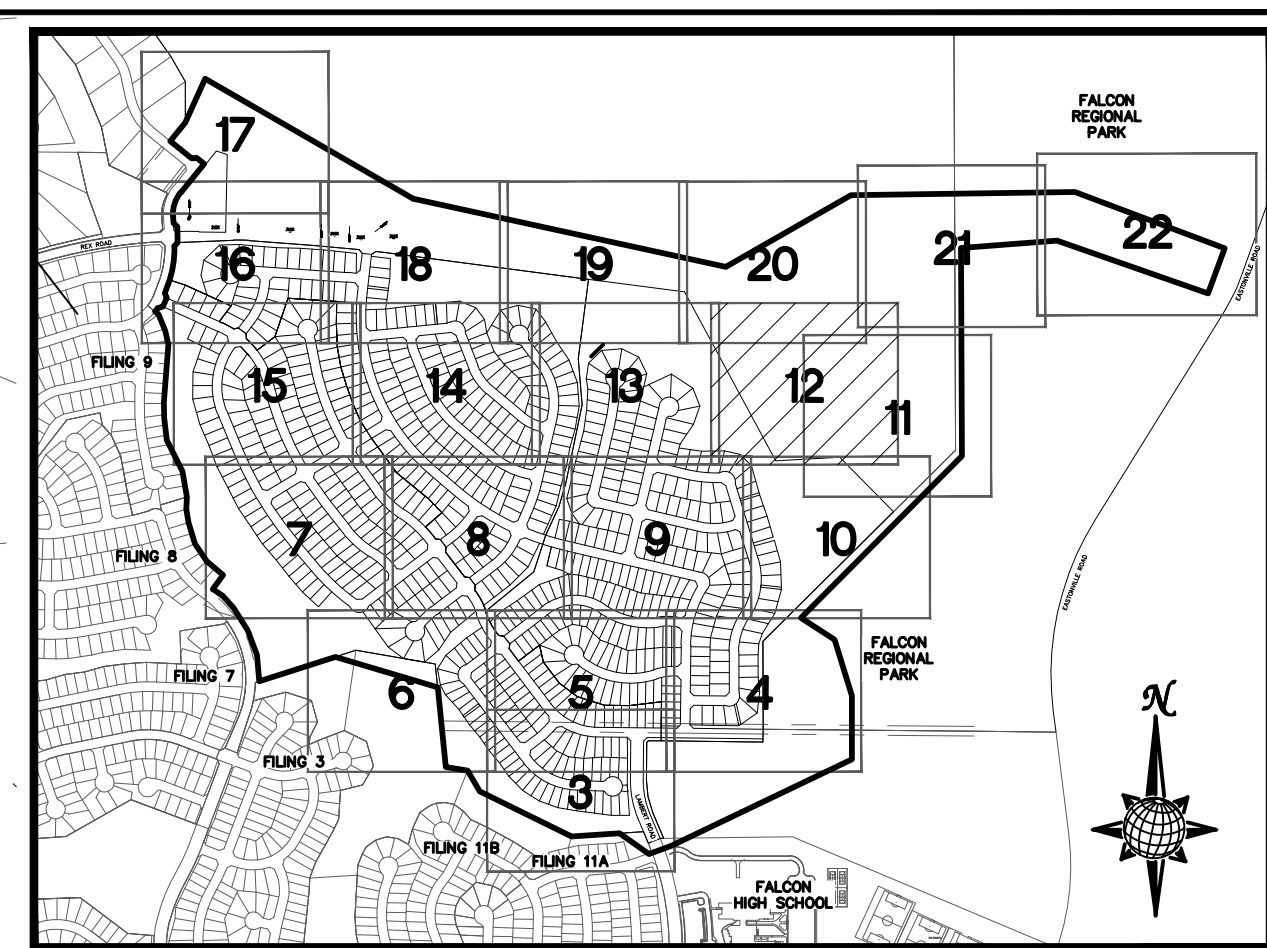 FALCON
REGIONAL
PARK
17
22
21
REX ROAD
16
18
19
20
EASTONVILLE ROAD
FILING 9
15
14
13
12
11
7
8
9
10
FILING 8
EASTONVILLE ROAD
FALCON
REGIONAL
PARK
FILING 7
6
5
4
N
FILING 3
3
LAMBERT ROAD
FILING 11B
FILING 11A
FALCON
HIGH SCHOOL